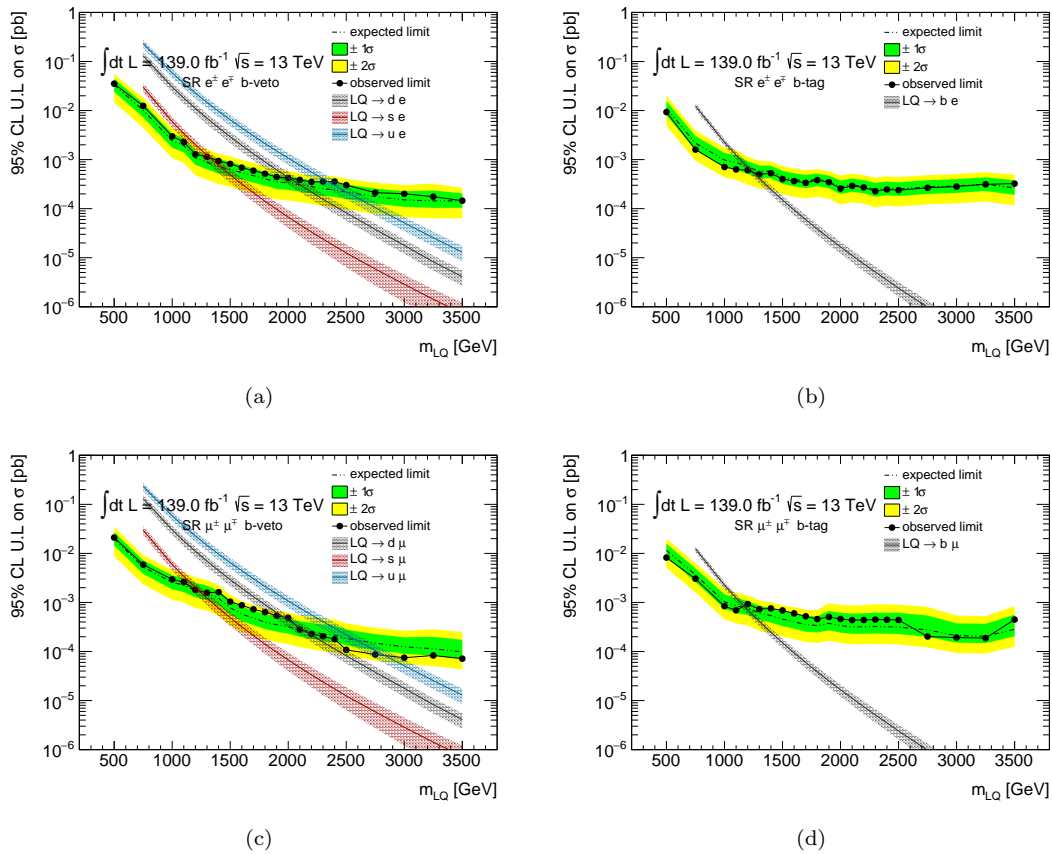 95% CL U.L on σ [pb]
1
10⁻¹
10⁻²
10⁻³
10⁻⁴
10⁻⁵
10⁻⁶
∫dt L = 139.0 fb⁻¹ √s = 13 TeV
SR e± e∓ b-veto
expected limit
± 1σ
± 2σ
observed limit
LQ → d e
LQ → s e
LQ → u e
500 1000 1500 2000 2500 3000 3500
m_LQ [GeV]
(a)
95% CL U.L on σ [pb]
1
10⁻¹
10⁻²
10⁻³
10⁻⁴
10⁻⁵
10⁻⁶
∫dt L = 139.0 fb⁻¹ √s = 13 TeV
SR e± e∓ b-tag
expected limit
± 1σ
± 2σ
observed limit
LQ → b e
500 1000 1500 2000 2500 3000 3500
m_LQ [GeV]
(b)
95% CL U.L on σ [pb]
1
10⁻¹
10⁻²
10⁻³
10⁻⁴
10⁻⁵
10⁻⁶
∫dt L = 139.0 fb⁻¹ √s = 13 TeV
SR μ± μ∓ b-veto
expected limit
± 1σ
± 2σ
observed limit
LQ → d μ
LQ → s μ
LQ → u μ
500 1000 1500 2000 2500 3000 3500
m_LQ [GeV]
(c)
95% CL U.L on σ [pb]
1
10⁻¹
10⁻²
10⁻³
10⁻⁴
10⁻⁵
10⁻⁶
∫dt L = 139.0 fb⁻¹ √s = 13 TeV
SR μ± μ∓ b-tag
expected limit
± 1σ
± 2σ
observed limit
LQ → b μ
500 1000 1500 2000 2500 3000 3500
m_LQ [GeV]
(d)